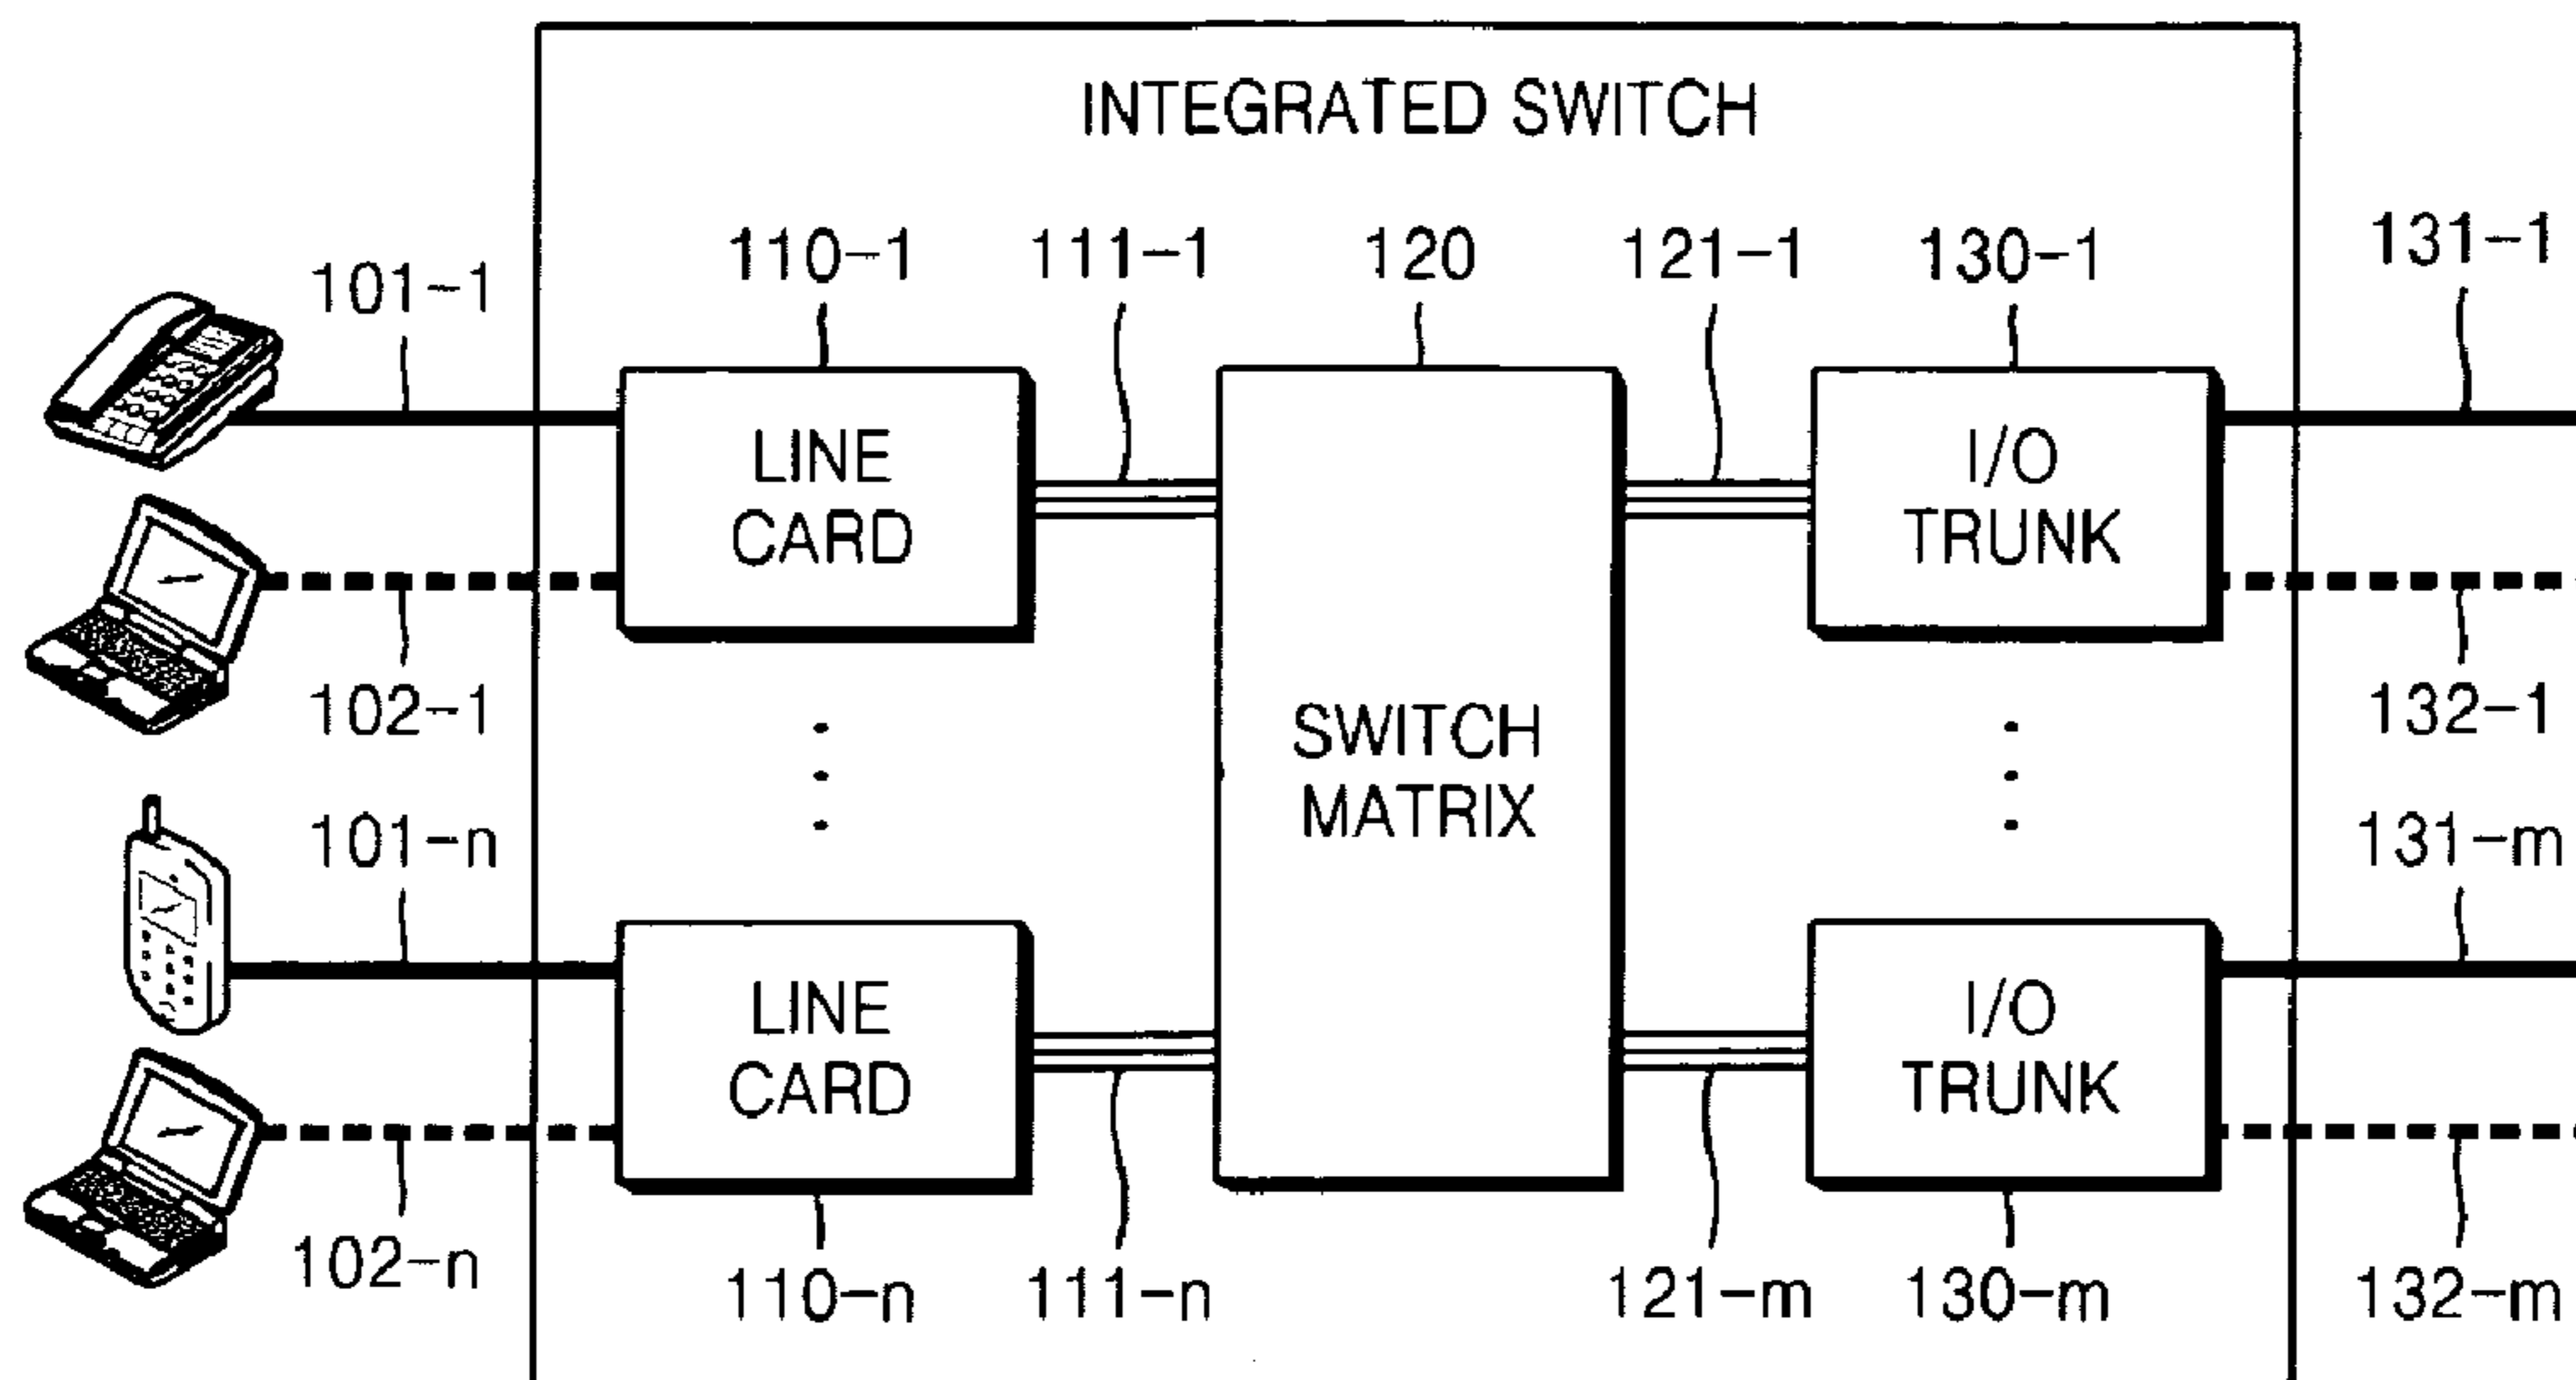 INTEGRATED SWITCH
110-1 111-1 120 121-1 130-1 131-1
101-1
LINE
CARD
I/O
TRUNK
102-1
132-1
SWITCH
MATRIX
101-n
131-m
LINE
CARD
I/O
TRUNK
102-n
110-n 111-n 121-m 130-m 132-m